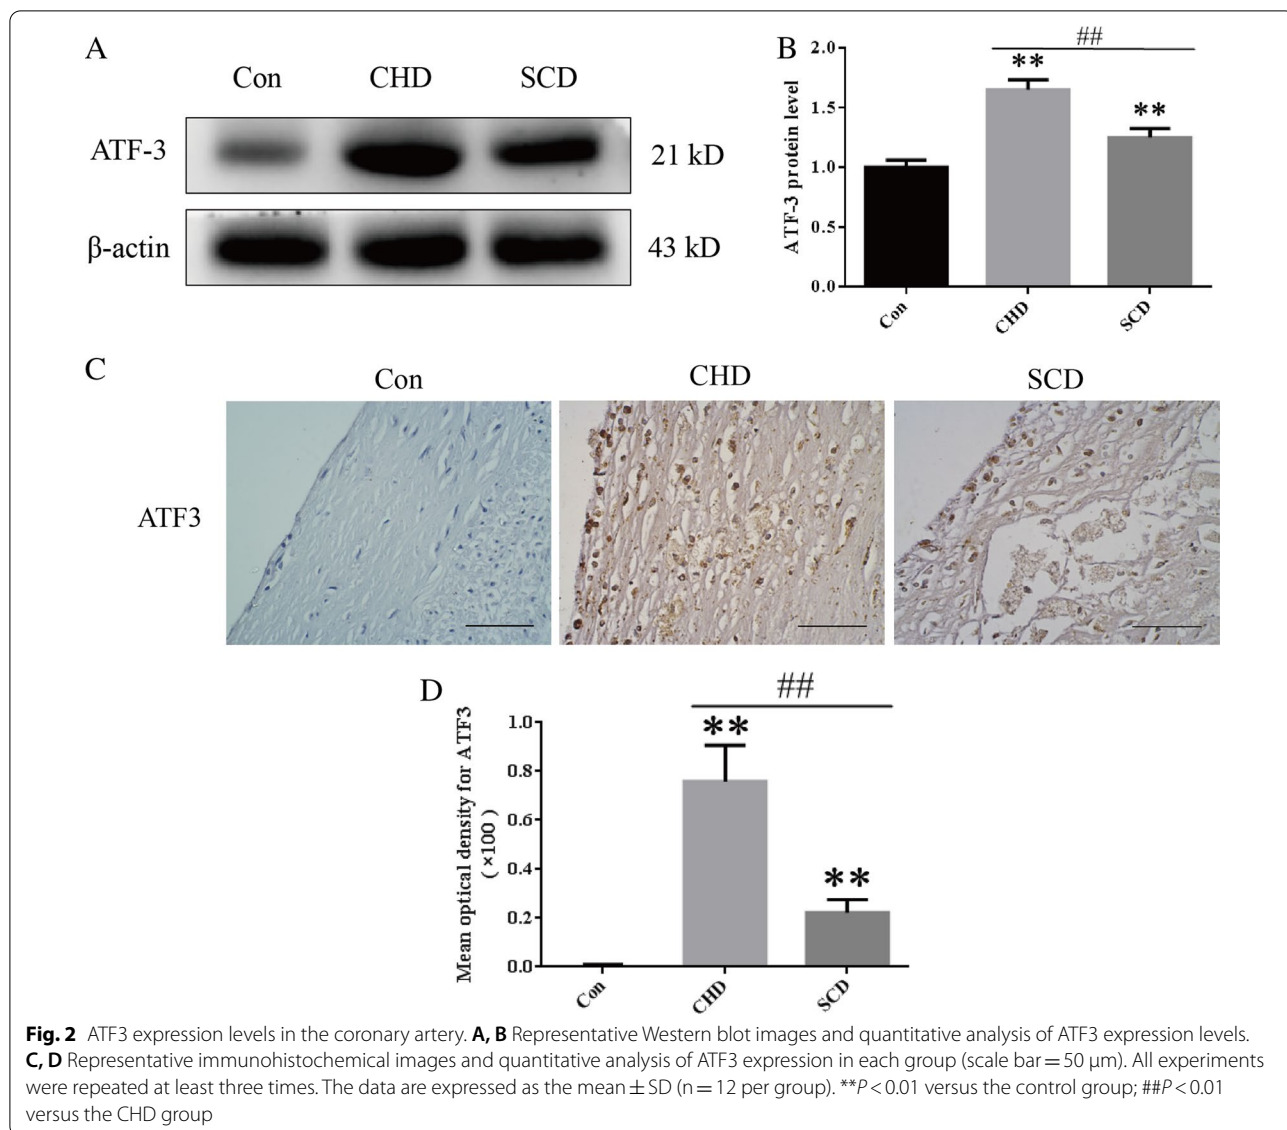 A
Con CHD SCD
ATF-3 21 kD
β-actin 43 kD
B
##
** **
ATF-3 protein level
2.0
1.5
1.0
0.5
0.0
Con CHD SCD
C
Con CHD SCD
ATF3
D
##
** **
Mean optical density for ATF3
( ×100 )
1.0
0.8
0.6
0.4
0.2
0.0
Con CHD SCD
Fig. 2 ATF3 expression levels in the coronary artery. A, B Representative Western blot images and quantitative analysis of ATF3 expression levels.
C, D Representative immunohistochemical images and quantitative analysis of ATF3 expression in each group (scale bar = 50 μm). All experiments
were repeated at least three times. The data are expressed as the mean ± SD (n = 12 per group). **P < 0.01 versus the control group; ##P < 0.01
versus the CHD group